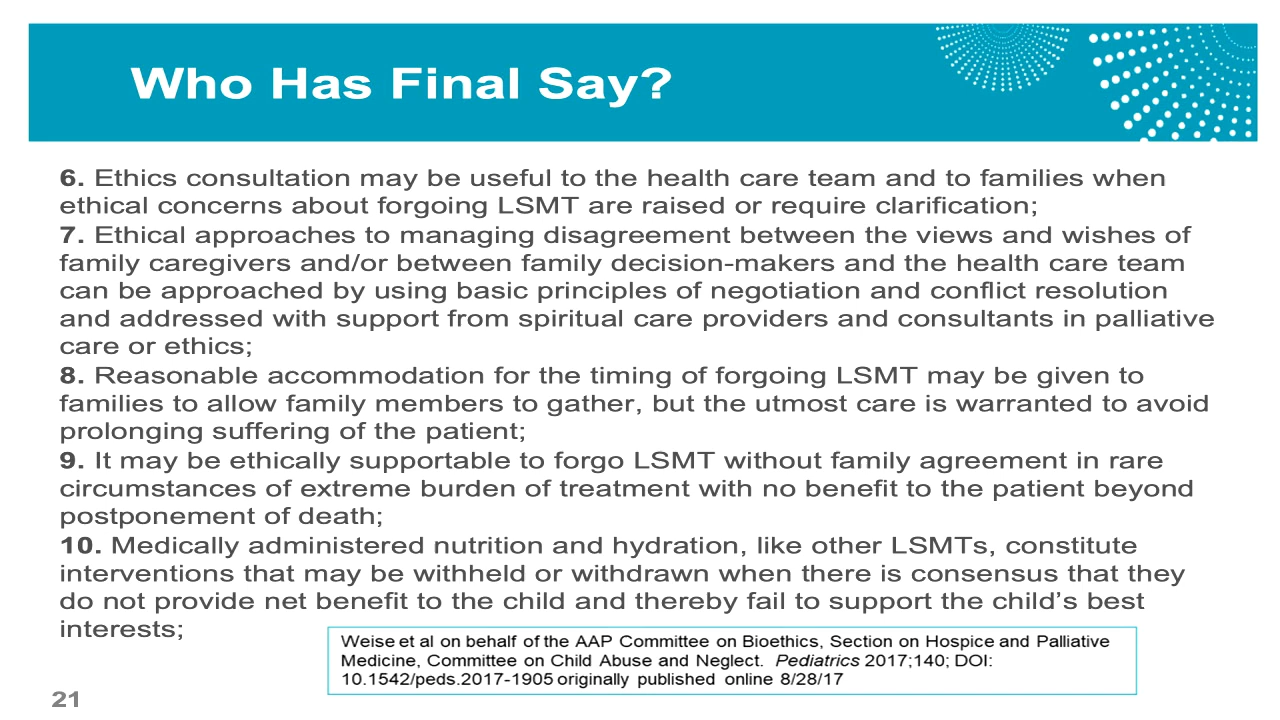 Who Has Final Say?
6. Ethics consultation may be useful to the health care team and to families when
ethical concerns about forgoing LSMT are raised or require clarification;
7. Ethical approaches to managing disagreement between the views and wishes of
family caregivers and/or between family decision-makers and the health care team
can be approached by using basic principles of negotiation and conflict resolution
and addressed with support from spiritual care providers and consultants in palliative
care or ethics;
8. Reasonable accommodation for the timing of forgoing LSMT may be given to
families to allow family members to gather, but the utmost care is warranted to avoid
prolonging suffering of the patient;
9. It may be ethically supportable to forgo LSMT without family agreement in rare
circumstances of extreme burden of treatment with no benefit to the patient beyond
postponement of death;
10. Medically administered nutrition and hydration, like other LSMTs, constitute
interventions that may be withheld or withdrawn when there is consensus that they
do not provide net benefit to the child and thereby fail to support the child's best
interests;
Weise et al on behalf of the AAP Committee on Bioethics, Section on Hospice and Palliative
Medicine, Committee on Child Abuse and Neglect. Pediatrics 2017;140; DOI:
10.1542/peds.2017-1905 originally published online 8/28/17
21